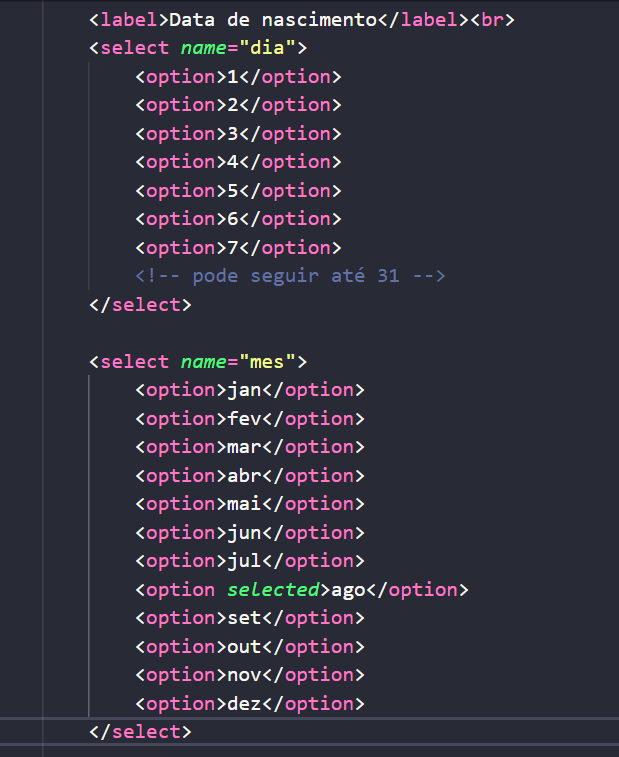 <label>Data de nascimento</label><br>
<select name="dia">
<option>1</option>
<option>2</option>
<option>3</option>
<option>4</option>
<option>5</option>
<option>6</option>
<option>7</option>
<!-- pode seguir até 31 -->
</select>
<select name="mes">
<option>jan</option>
<option>fev</option>
<option>mar</option>
<option>abr</option>
<option>mai</option>
<option>jun</option>
<option>jul</option>
<option selected>ago</option>
<option>set</option>
<option>out</option>
<option>nov</option>
<option>dez</option>
</select>